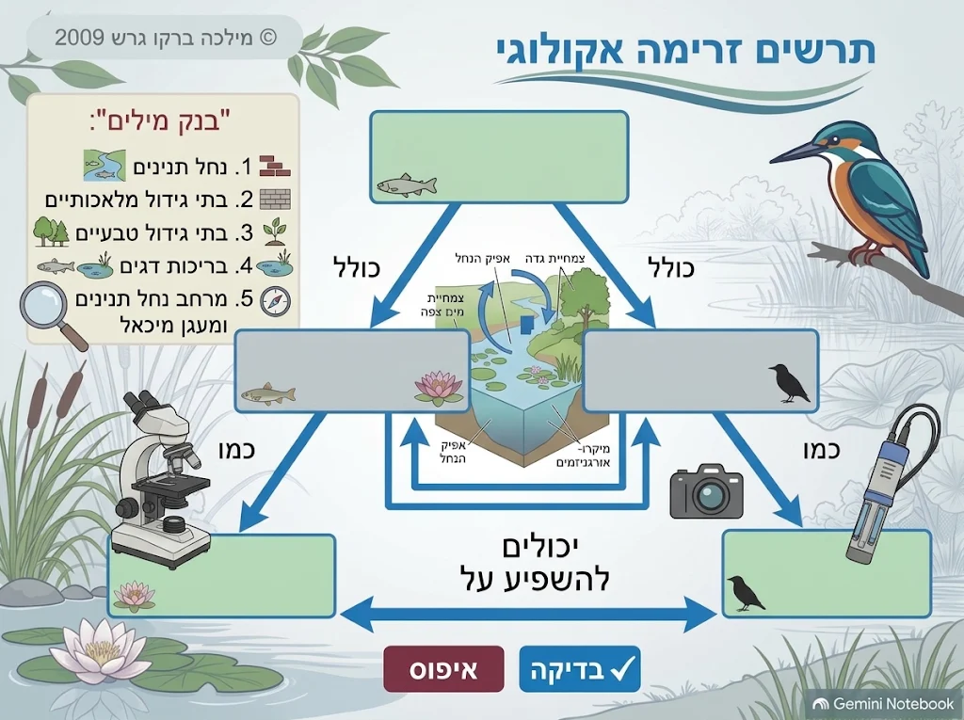 © מילכה ברקו גרש 2009
תרשים זרימה אקולוגי
"בנק מילים":
1. נחל תנינים
2. בתי גידול מלאכותיים
3. בתי גידול טבעיים
4. בריכות דגים
5. מרחב נחל תנינים
ומעגן מיכאל
כולל
כולל
צמחיית גדה
אפיק הנחל
צמחיית
מים צפה
כמו
כמו
מיקרו-
אורגניזמים
אפיק
הנחל
יכולים
להשפיע על
✓ בדיקה
איפוס
Gemini Notebook